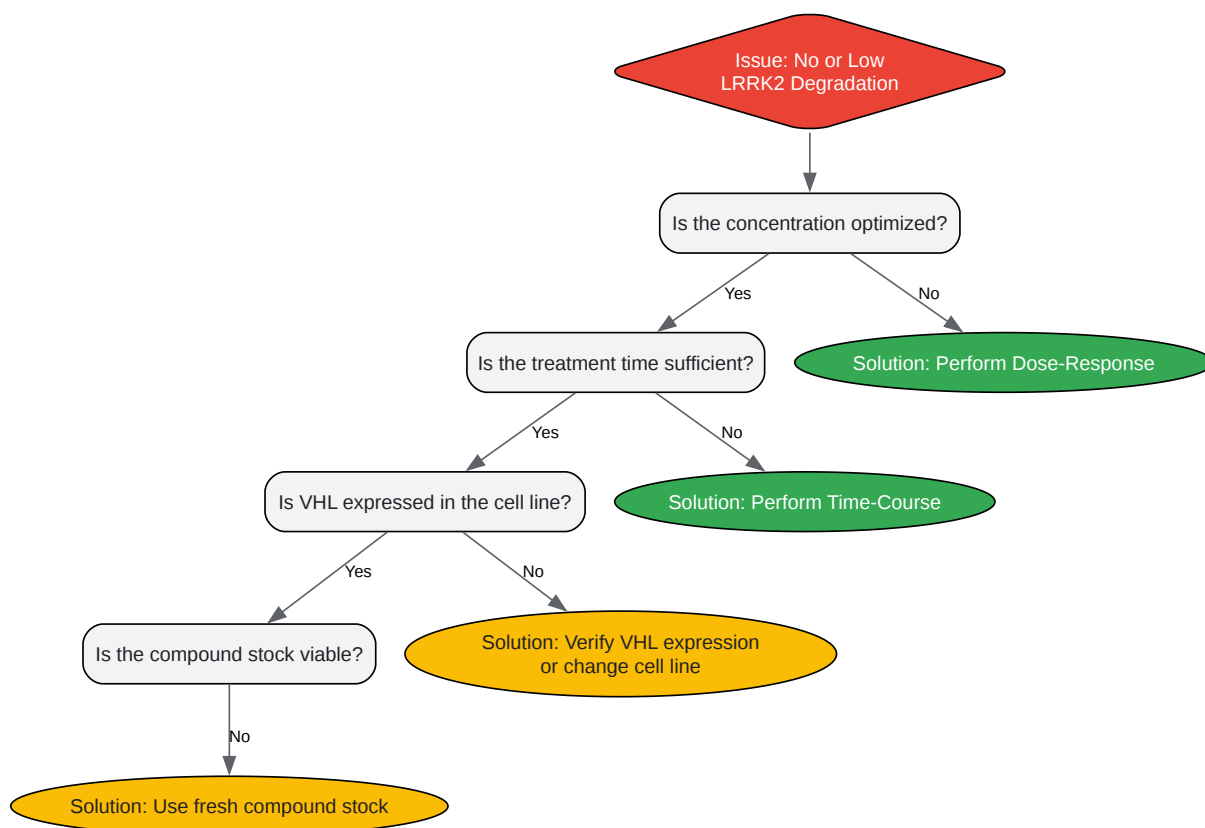 Issue: No or Low
LRRK2 Degradation
Is the concentration optimized?
Yes
No
Is the treatment time sufficient?
Solution: Perform Dose-Response
Yes
No
Is VHL expressed in the cell line?
Solution: Perform Time-Course
Yes
No
Is the compound stock viable?
Solution: Verify VHL expression
or change cell line
No
Solution: Use fresh compound stock